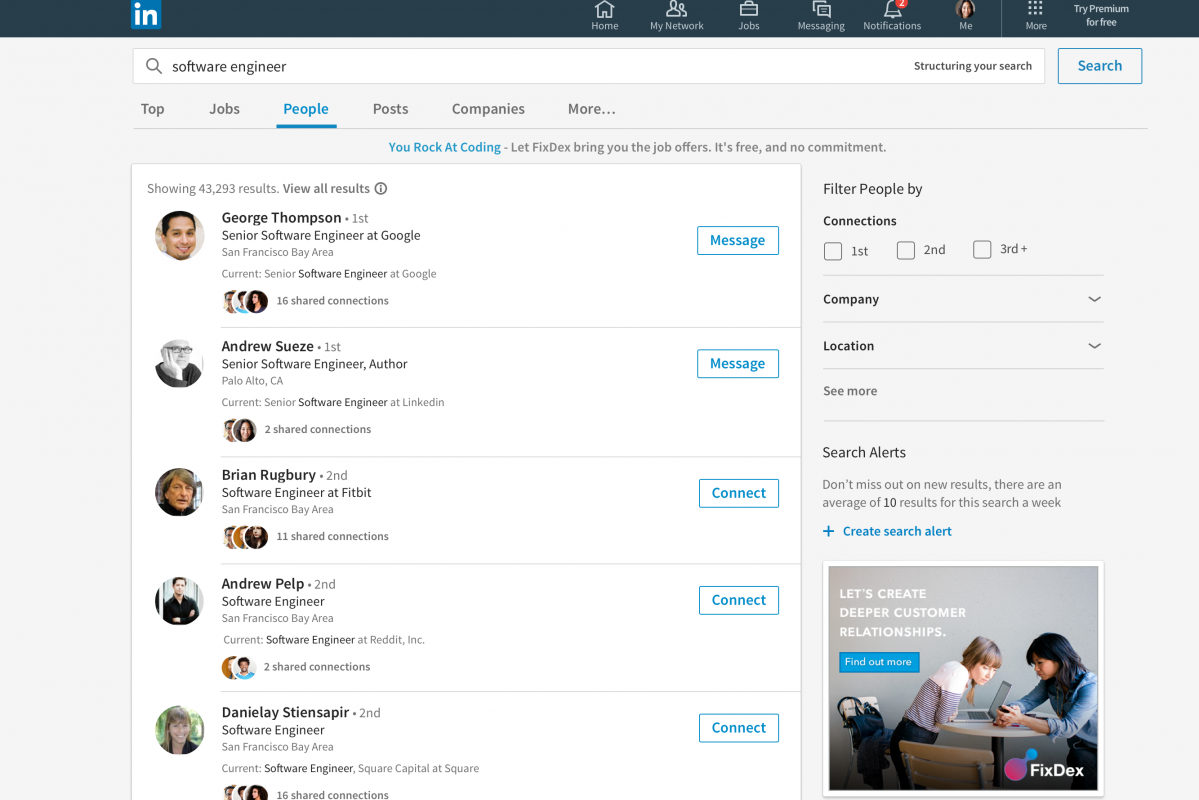 in
Home
My Network
Jobs
Messaging
2
Notifications
Me
More
Try Premium
for free
software engineer
Structuring your search
Search
Top
Jobs
People
Posts
Companies
More...
You Rock At Coding - Let FixDex bring you the job offers. It's free, and no commitment.
Showing 43,293 results. View all results
George Thompson • 1st
Senior Software Engineer at Google
San Francisco Bay Area
Current: Senior Software Engineer at Google
16 shared connections
Message
Andrew Sueze • 1st
Senior Software Engineer, Author
Palo Alto, CA
Current: Senior Software Engineer at Linkedin
2 shared connections
Message
Brian Rugbury • 2nd
Software Engineer at Fitbit
San Francisco Bay Area
11 shared connections
Connect
Andrew Pelp • 2nd
Software Engineer
San Francisco Bay Area
Current: Software Engineer at Reddit, Inc.
2 shared connections
Connect
Danielay Stiensapir • 2nd
Software Engineer
San Francisco Bay Area
Current: Software Engineer, Square Capital at Square
16 shared connections
Connect
Filter People by
Connections
1st
2nd
3rd+
Company
Location
See more
Search Alerts
Don't miss out on new results, there are an
average of 10 results for this search a week
+ Create search alert
LET'S CREATE
DEEPER CUSTOMER
RELATIONSHIPS.
Find out more
FixDex